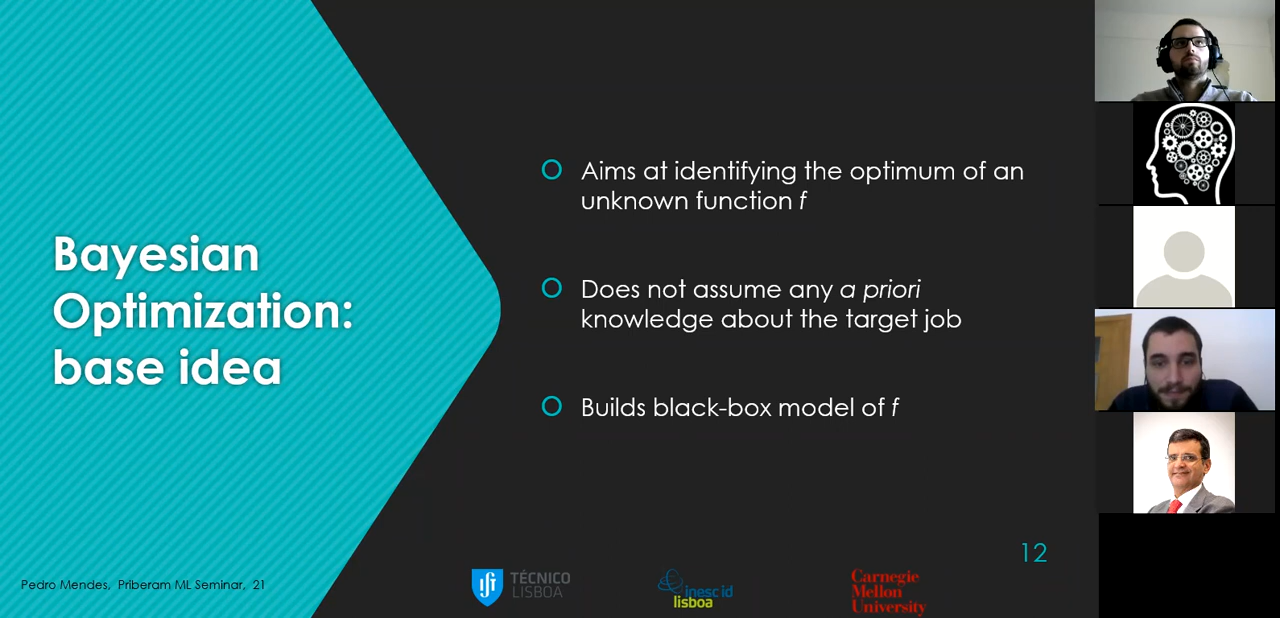 Bayesian
Optimization:
base idea
Aims at identifying the optimum of an
unknown function f
Does not assume any a priori
knowledge about the target job
Builds black-box model of f
12
Pedro Mendes, Priberam ML Seminar, 21
TÉCNICO
LISBOA
inesc id
lisboa
Carnegie
Mellon
University